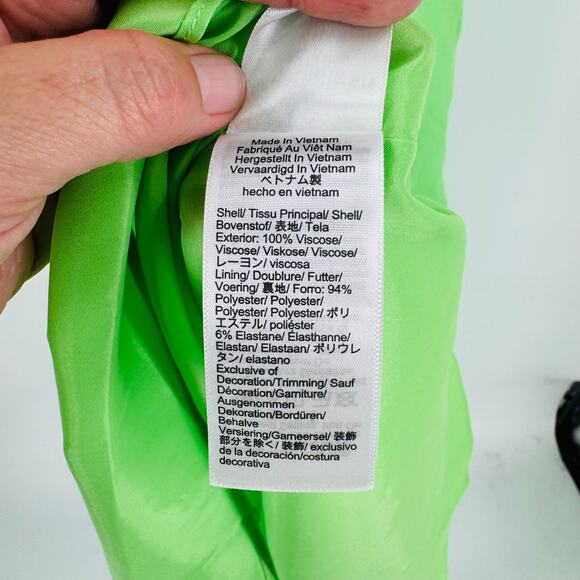 Made In Vietnam
Fabriqué Au Viêt Nam
Hergestellt In Vietnam
Vervaardigd In Vietnam
ベトナム製
hecho en vietnam
Shell/ Tissu Principal/ Shell/
Bovenstof/ 表地/ Tela
Exterior: 100% Viscose/
Viscose/ Viskose/ Viscose/
レーヨン/ viscosa
Lining/ Doublure/ Futter/
Voering/ 裏地/ Forro: 94%
Polyester/ Polyester/
Polyester/ Polyester/ ポリ
エステル/ poliéster
6% Elastane/ Élasthanne/
Elastan/ Elastaan/ ポリウレ
タン/ elastano
Exclusive of
Decoration/Trimming/ Sauf
Décoration/Garniture/
Ausgenommen
Dekoration/Bordüren/
Behalve
Versiering/Garneersel/ 装飾
部分を除く/ 装飾/ exclusivo
de la decoración/costura
decorativa